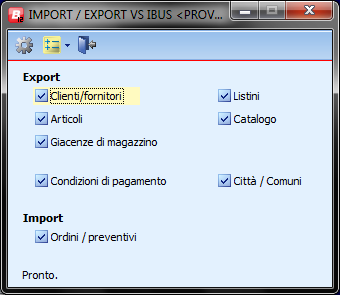 IMPORT / EXPORT VS IBUS <PROV...
Export
Clienti/fornitori
Listini
Articoli
Catalogo
Giacenze di magazzino
Condizioni di pagamento
Città / Comuni
Import
Ordini / preventivi
Pronto.